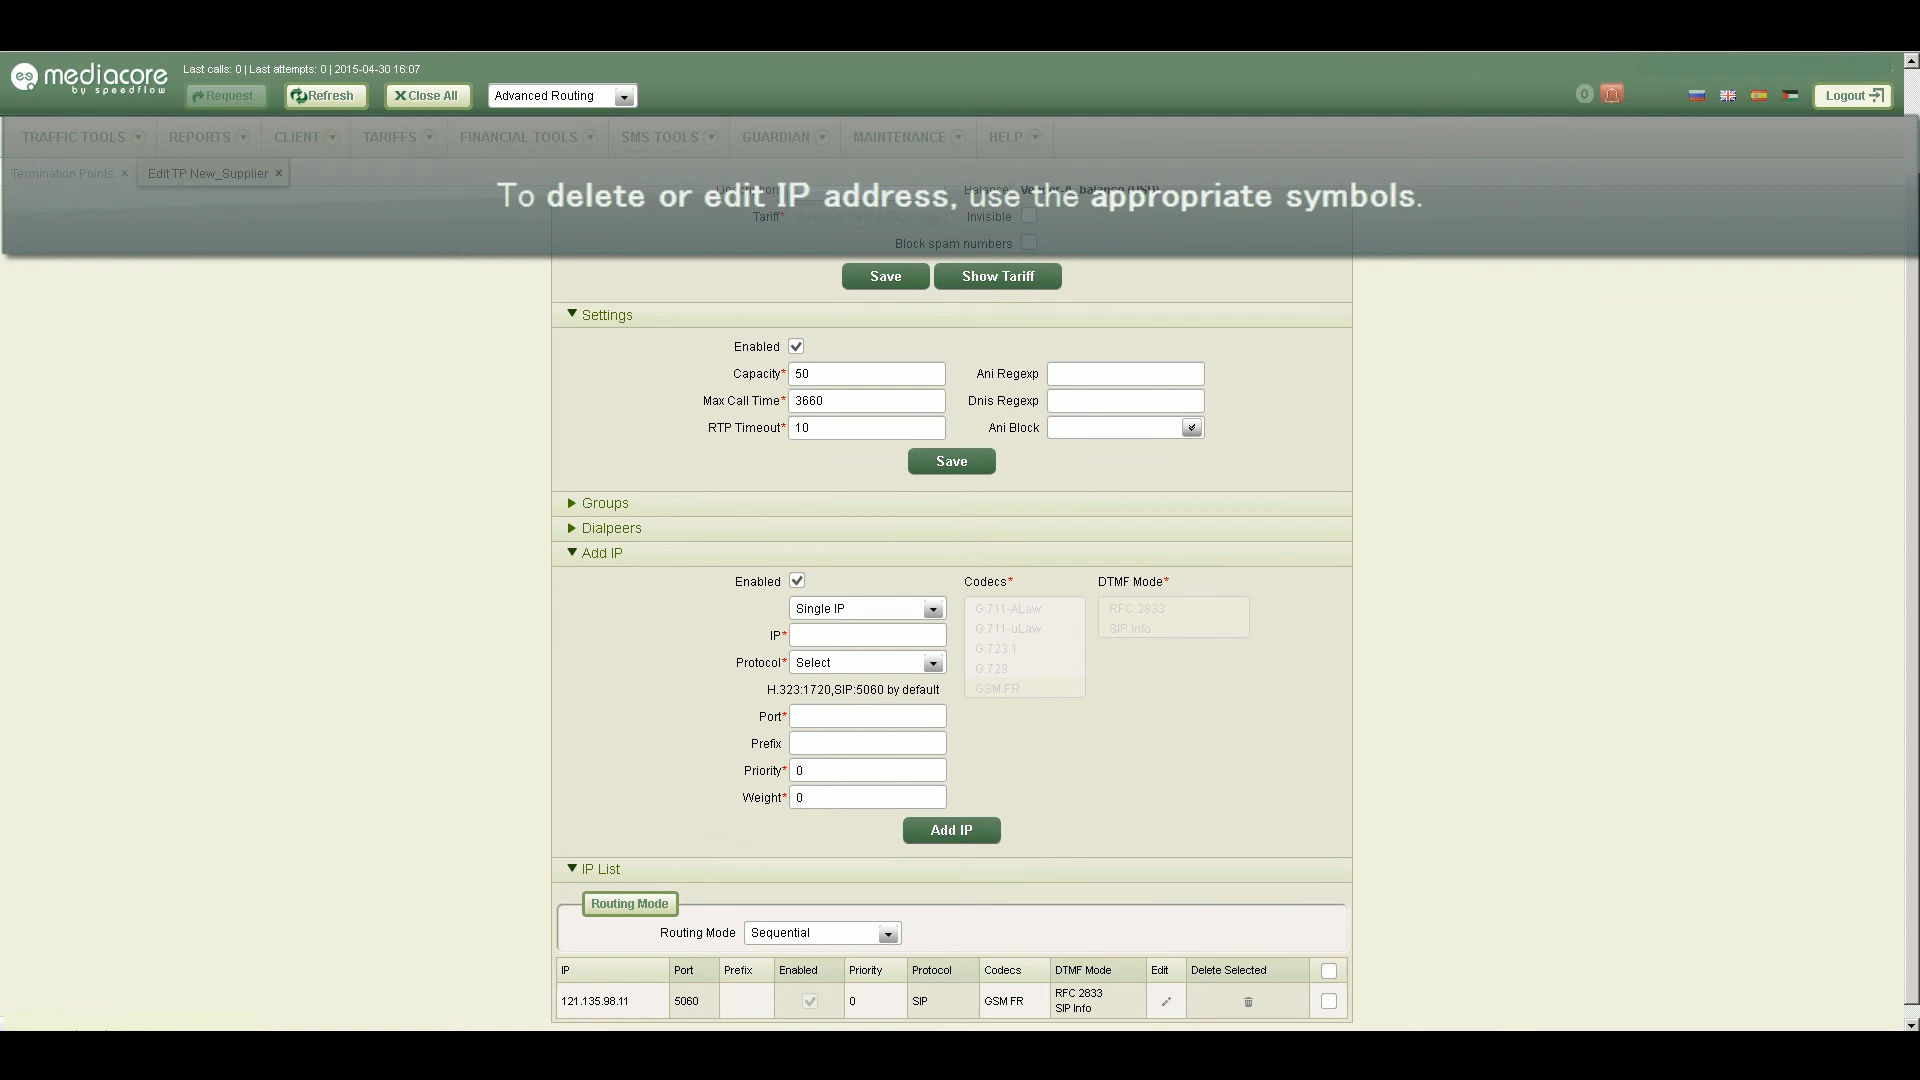 mediacore
by speedflow
Last calls: 0 | Last attempts: 0 | 2015-04-30 16:07
Request Refresh Close All Advanced Routing 0 Logout
TRAFFIC TOOLS REPORTS CLIENT TARIFFS FINANCIAL TOOLS SMS TOOLS GUARDIAN MAINTENANCE HELP
Termination Points × Edit TP New_Supplier ×
To delete or edit IP address, use the appropriate symbols.
Description Balance
Tariff* Vendor A Tariff (USD) Invisible
Block spam numbers
Save Show Tariff
Settings
Enabled
Capacity* 50 Ani Regexp
Max Call Time* 3660 Dnis Regexp
RTP Timeout* 10 Ani Block
Save
Groups
Dialpeers
Add IP
Enabled Codecs* DTMF Mode*
Single IP G.711-ALaw RFC 2833
G.711-uLaw SIP Info
IP*
G.723.1
Protocol* Select G.729
H.323:1720,SIP:5060 by default GSM FR
Port*
Prefix
Priority* 0
Weight* 0
Add IP
IP List
Routing Mode
Routing Mode Sequential
IP Port Prefix Enabled Priority Protocol Codecs DTMF Mode Edit Delete Selected
121.135.98.11 5060 0 SIP GSM FR RFC 2833
SIP Info